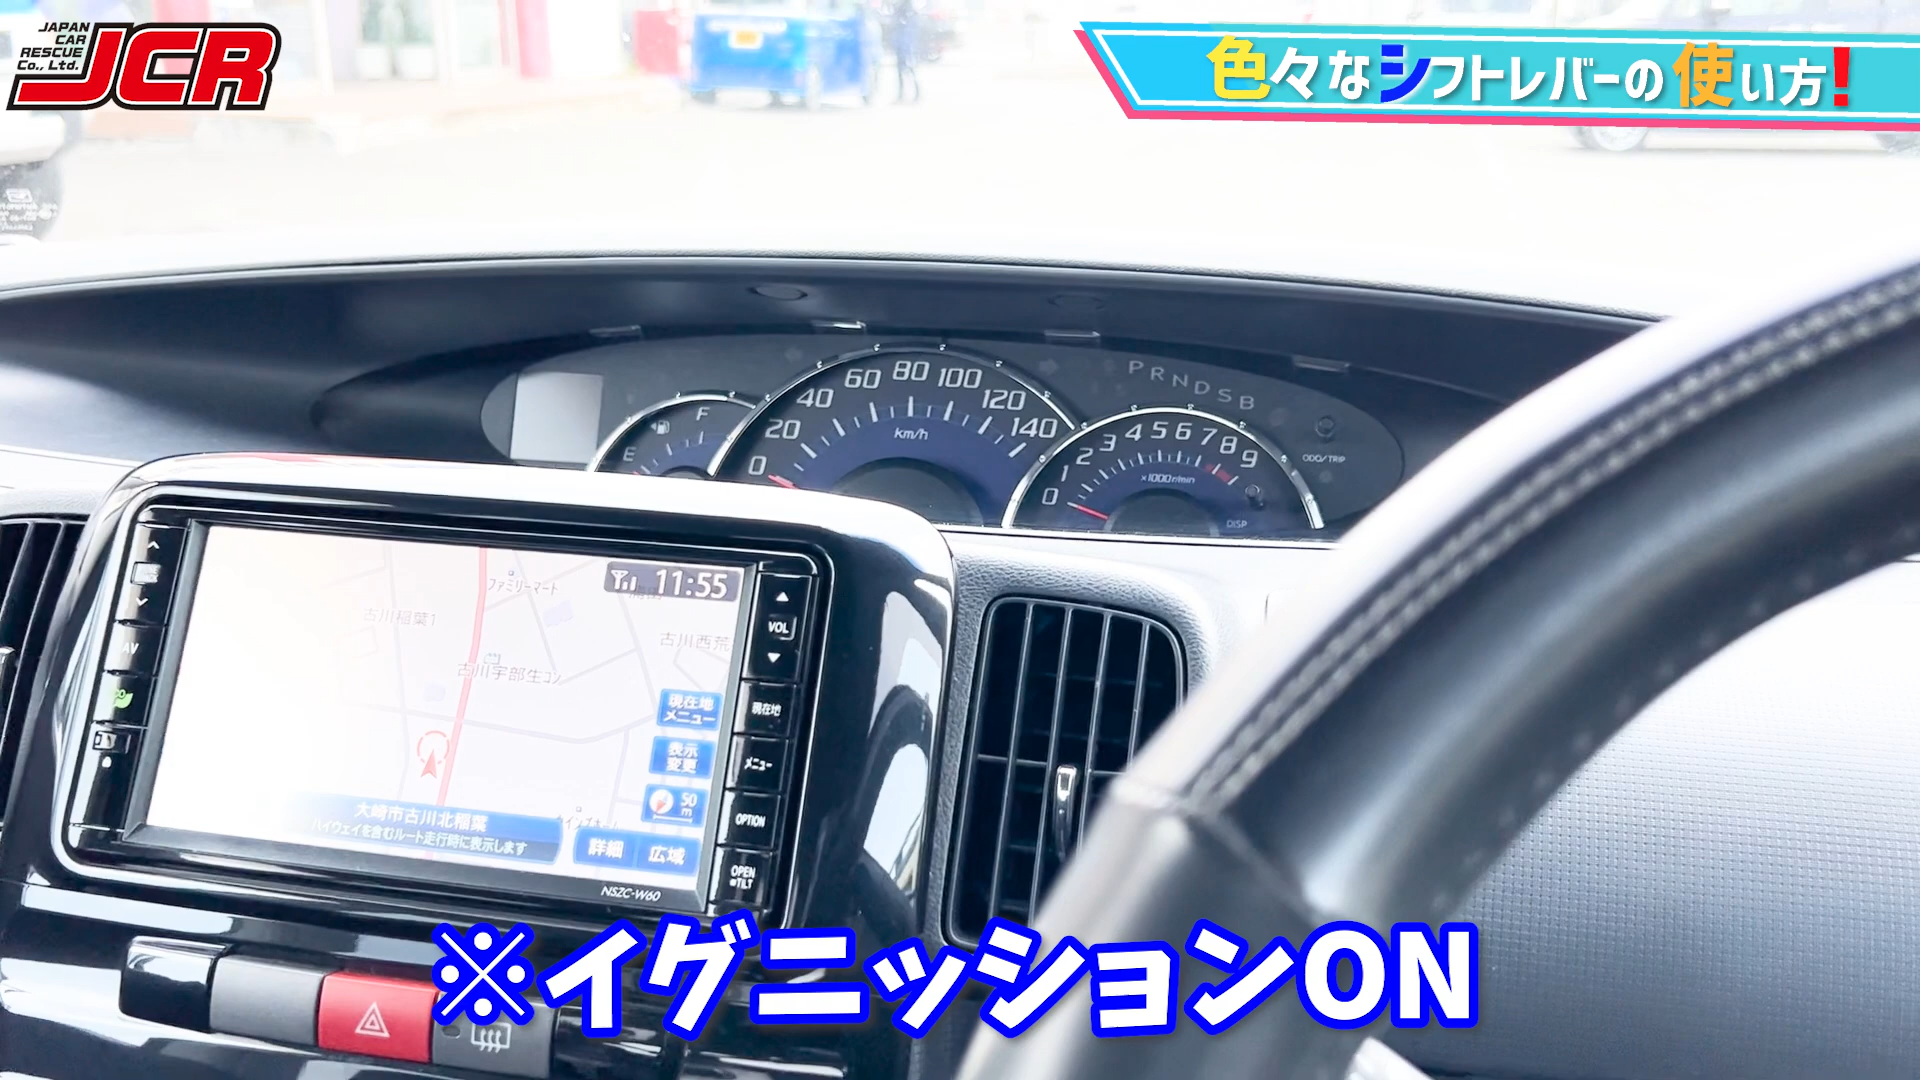 JAPAN
CAR
RESCUE
Co., Ltd.
JCR
色々なシフトレバーの使い方!
P R N D S B
F
E
0 20 40 60 80 100 120 140
km/h
0 1 2 3 4 5 6 7 8 9
×1000r/min
ODO/TRIP
DISP
11:55
ファミリーマート
古川稲葉1
古川西荒
古川宇部生コン
現在地
メニュー
表示
変更
50
m
大崎市古川北稲葉
ハイウェイを含むルート走行時に表示します
詳細
広域
NSZC-W60
AV
VOL
現在地
メニュー
OPTION
OPEN
TILT
※イグニッションON